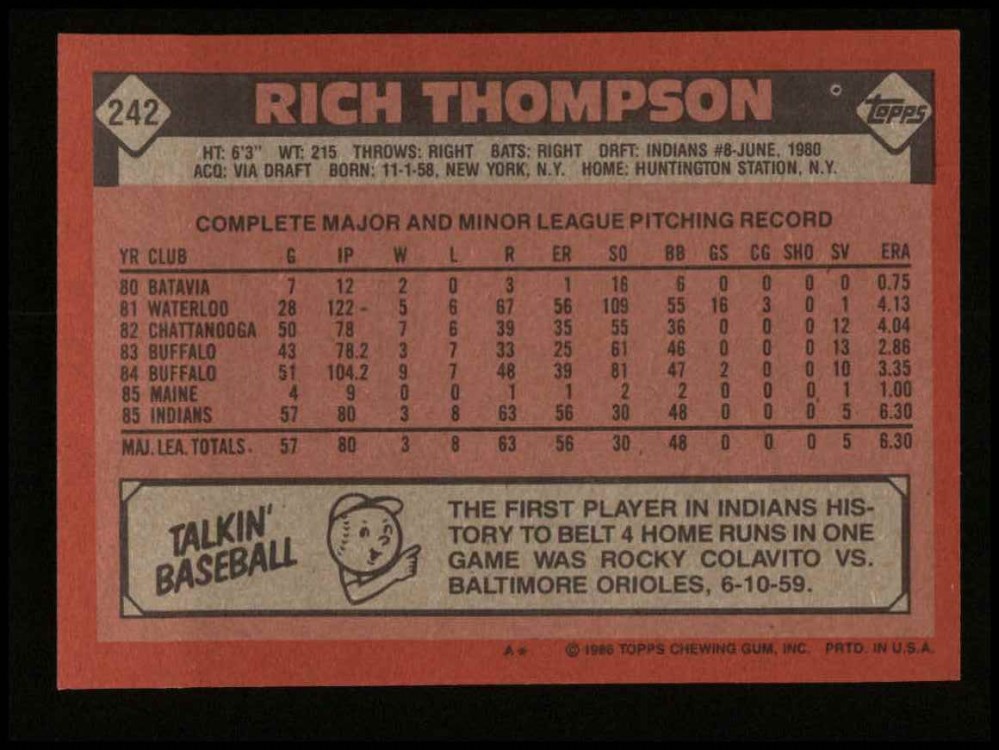 242 RICH THOMPSON topps
HT: 6'3" WT: 215 THROWS: RIGHT BATS: RIGHT DRFT: INDIANS #8-JUNE, 1980
ACQ: VIA DRAFT BORN: 11-1-58, NEW YORK, N.Y. HOME: HUNTINGTON STATION, N.Y.
COMPLETE MAJOR AND MINOR LEAGUE PITCHING RECORD
YR CLUB G IP W L R ER SO BB GS CG SHO SV ERA
80 BATAVIA 7 12 2 0 3 1 16 6 0 0 0 0 0.75
81 WATERLOO 28 122 5 6 67 56 109 55 16 3 0 1 4.13
82 CHATTANOOGA 50 78 7 6 39 35 55 36 0 0 0 12 4.04
83 BUFFALO 43 78.2 3 7 33 25 61 46 0 0 0 13 2.86
84 BUFFALO 51 104.2 9 7 48 39 81 47 2 0 0 10 3.35
85 MAINE 4 9 0 0 1 1 2 2 0 0 0 1 1.00
85 INDIANS 57 80 3 8 63 56 30 48 0 0 0 5 6.30
MAJ. LEA. TOTALS 57 80 3 8 63 56 30 48 0 0 0 5 6.30
TALKIN'
BASEBALL
THE FIRST PLAYER IN INDIANS HIS-
TORY TO BELT 4 HOME RUNS IN ONE
GAME WAS ROCKY COLAVITO VS.
BALTIMORE ORIOLES, 6-10-59.
A* © 1986 TOPPS CHEWING GUM, INC. PRTD. IN U.S.A.